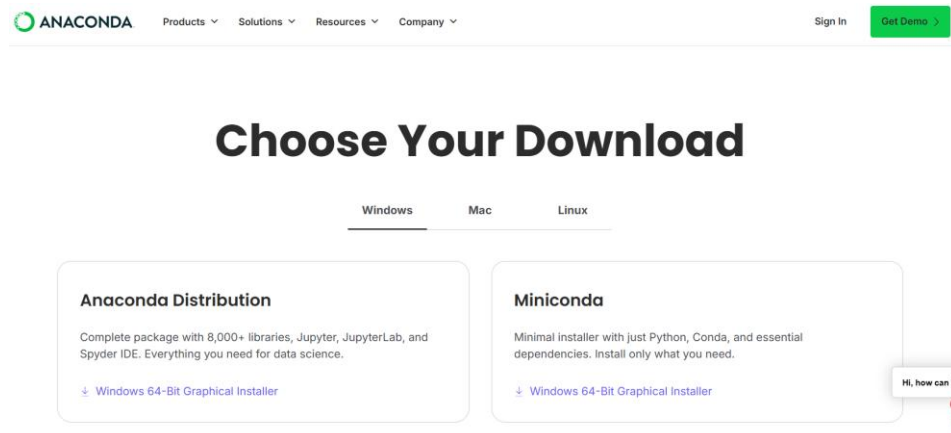 ANACONDA
Products
Solutions
Resources
Company
Sign In
Get Demo
Choose Your Download
Windows
Mac
Linux
Anaconda Distribution
Complete package with 8,000+ libraries, Jupyter, JupyterLab, and
Spyder IDE. Everything you need for data science.
Windows 64-Bit Graphical Installer
Miniconda
Minimal installer with just Python, Conda, and essential
dependencies. Install only what you need.
Windows 64-Bit Graphical Installer
Hi, how can